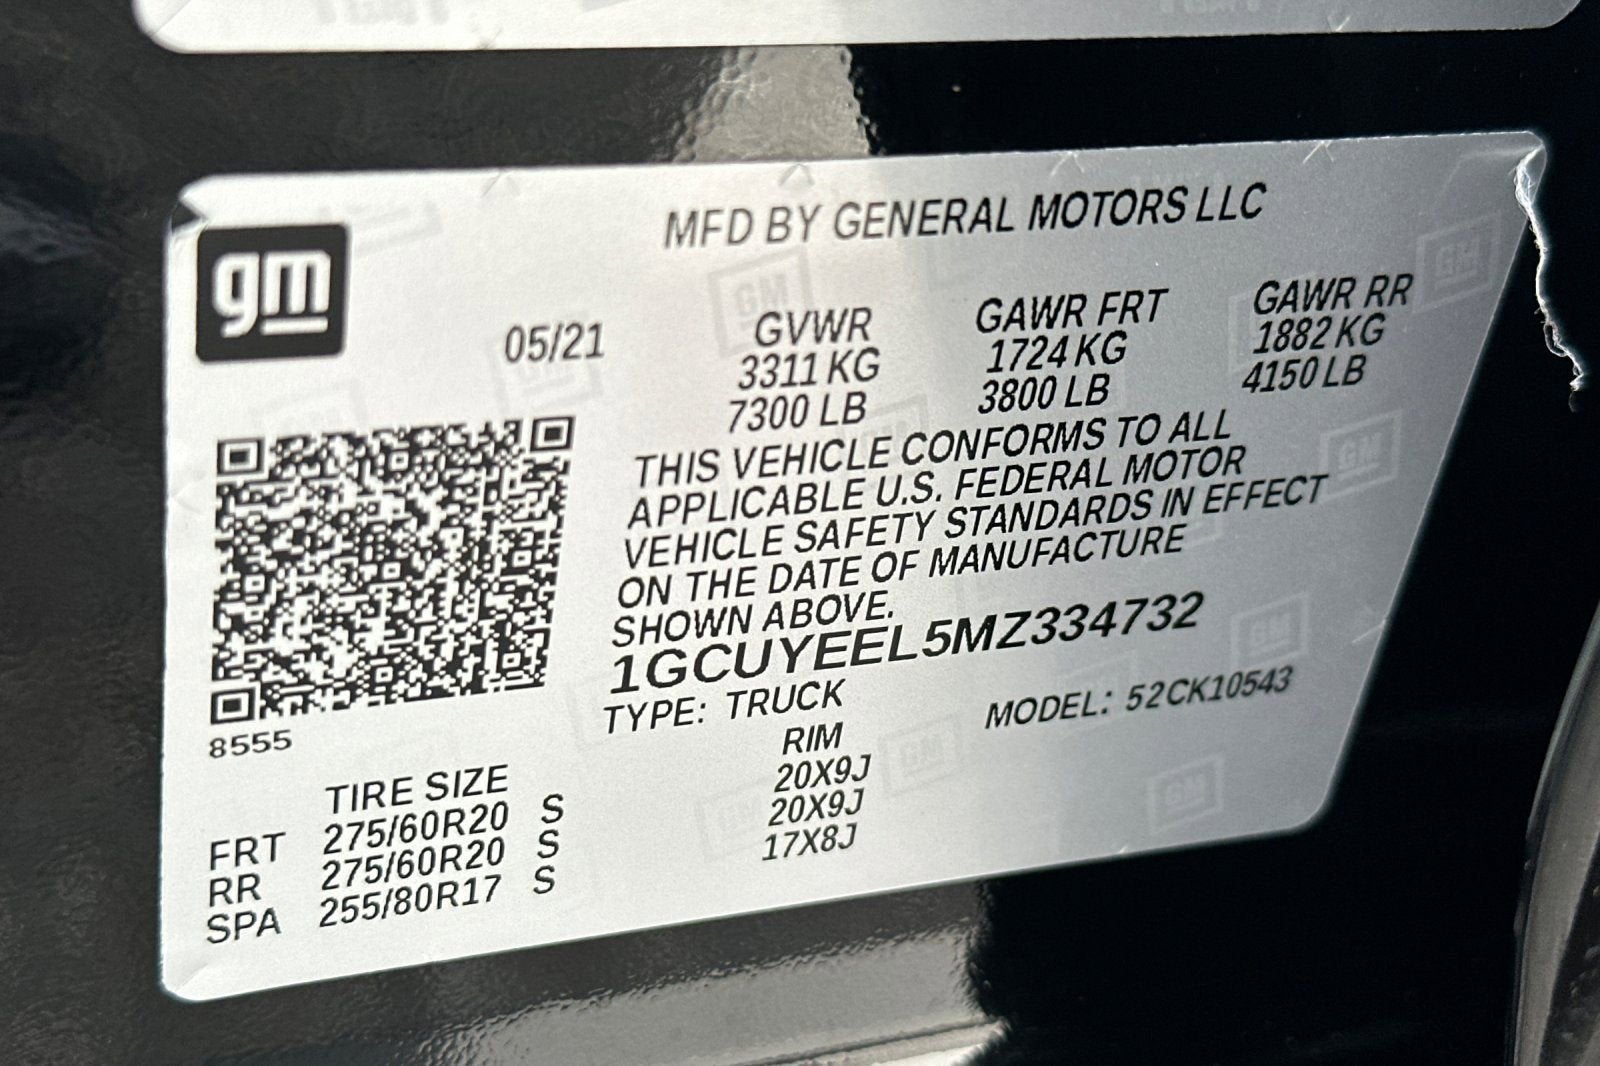 gm
MFD BY GENERAL MOTORS LLC
05/21 GVWR GAWR FRT GAWR RR
3311 KG 1724 KG 1882 KG
7300 LB 3800 LB 4150 LB
THIS VEHICLE CONFORMS TO ALL
APPLICABLE U.S. FEDERAL MOTOR
VEHICLE SAFETY STANDARDS IN EFFECT
ON THE DATE OF MANUFACTURE
SHOWN ABOVE.
1GCUYEEL5MZ334732
TYPE: TRUCK MODEL: 52CK10543
8555
TIRE SIZE RIM
FRT 275/60R20 S 20X9J
RR 275/60R20 S 20X9J
SPA 255/80R17 S 17X8J